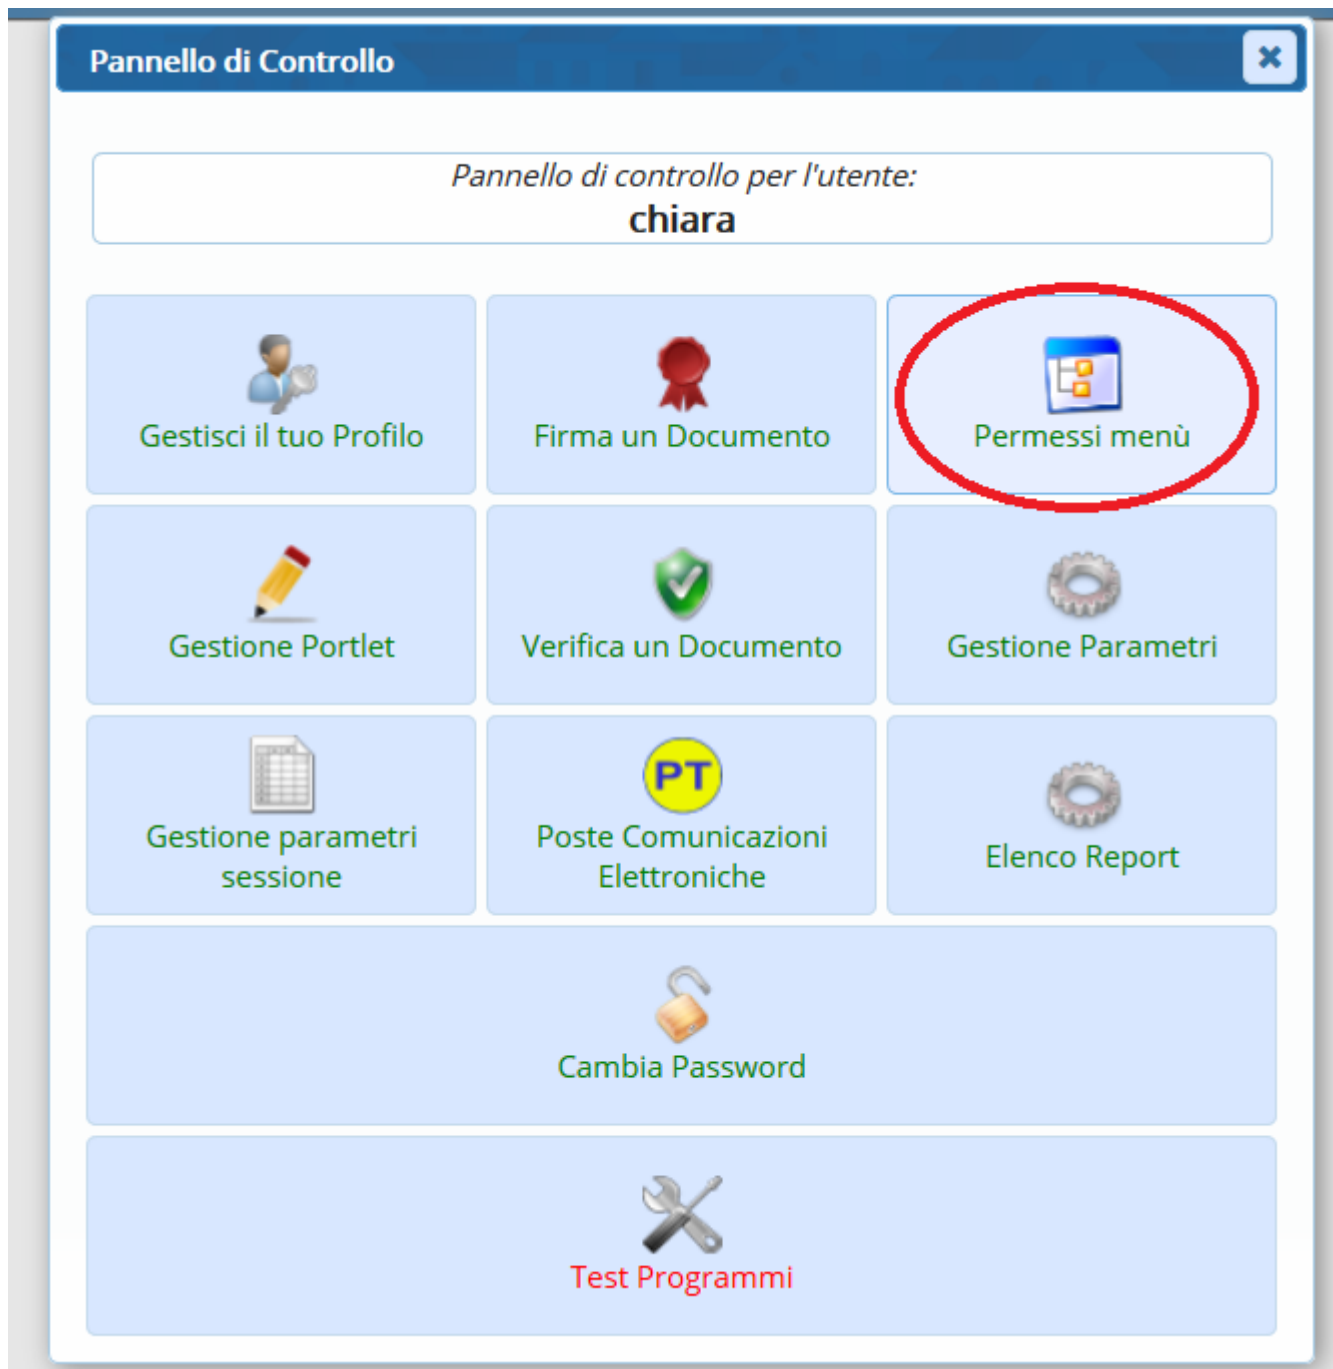 Pannello di Controllo
Pannello di controllo per l'utente:
chiara
Gestisci il tuo Profilo
Firma un Documento
Permessi menù
Gestione Portlet
Verifica un Documento
Gestione Parametri
Gestione parametri
sessione
PT
Poste Comunicazioni
Elettroniche
Elenco Report
Cambia Password
Test Programmi